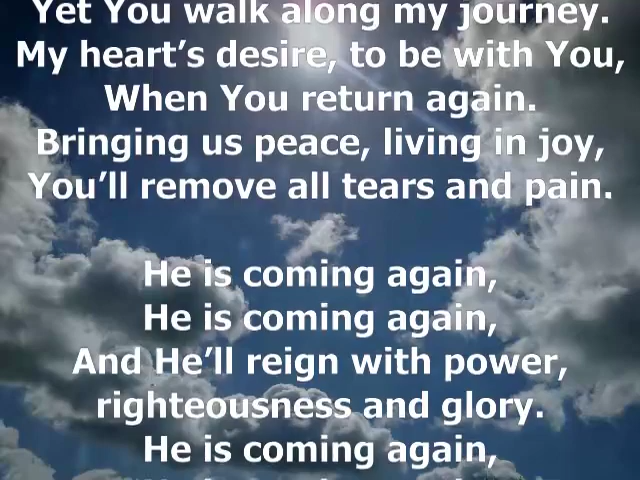 Yet You walk along my journey.
My heart’s desire, to be with You,
When You return again.
Bringing us peace, living in joy,
You’ll remove all tears and pain.
He is coming again,
He is coming again,
And He’ll reign with power,
righteousness and glory.
He is coming again,